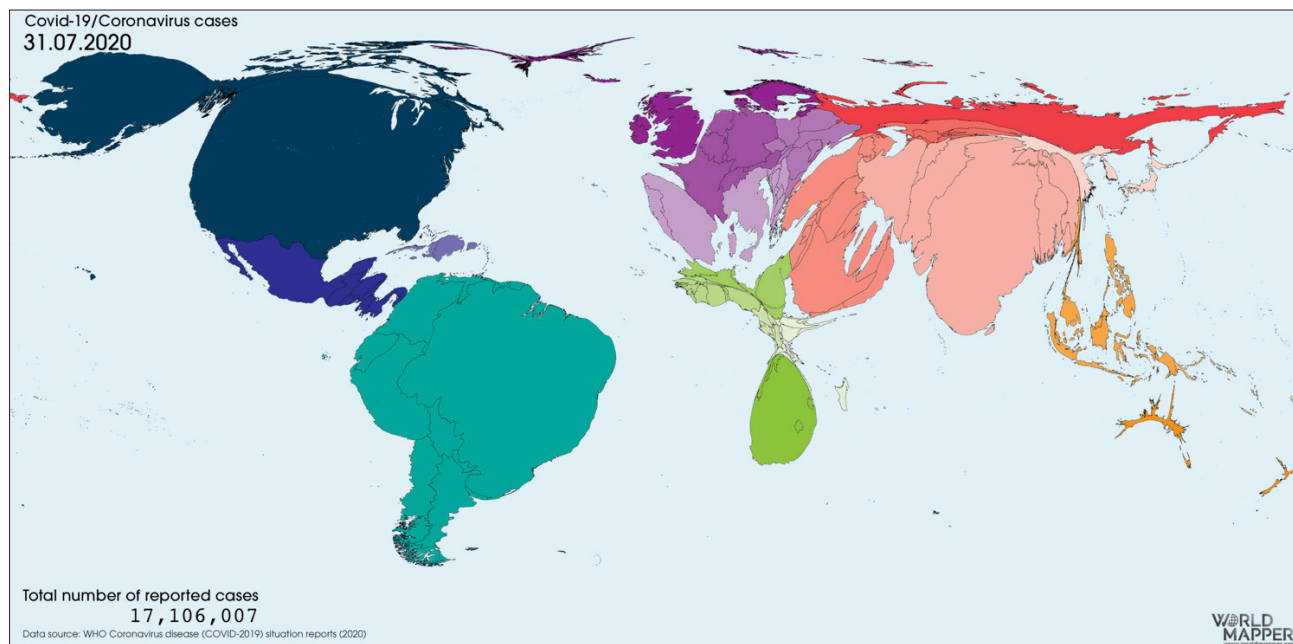 Covid-19/Coronavirus cases
31.07.2020
Total number of reported cases
17,106,007
Data source: WHO Coronavirus disease (COVID-2019) situation reports (2020)
WORLD
MAPPER